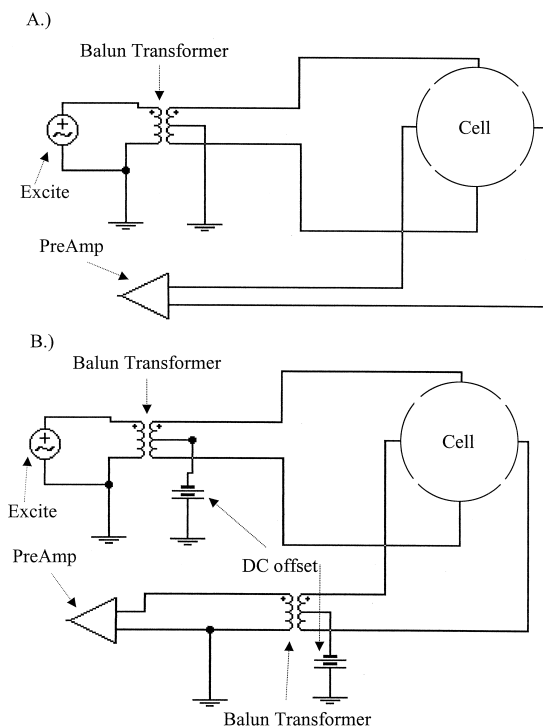 A.)
Balun Transformer
Cell
Excite
PreAmp
B.)
Balun Transformer
Cell
Excite
DC offset
PreAmp
Balun Transformer